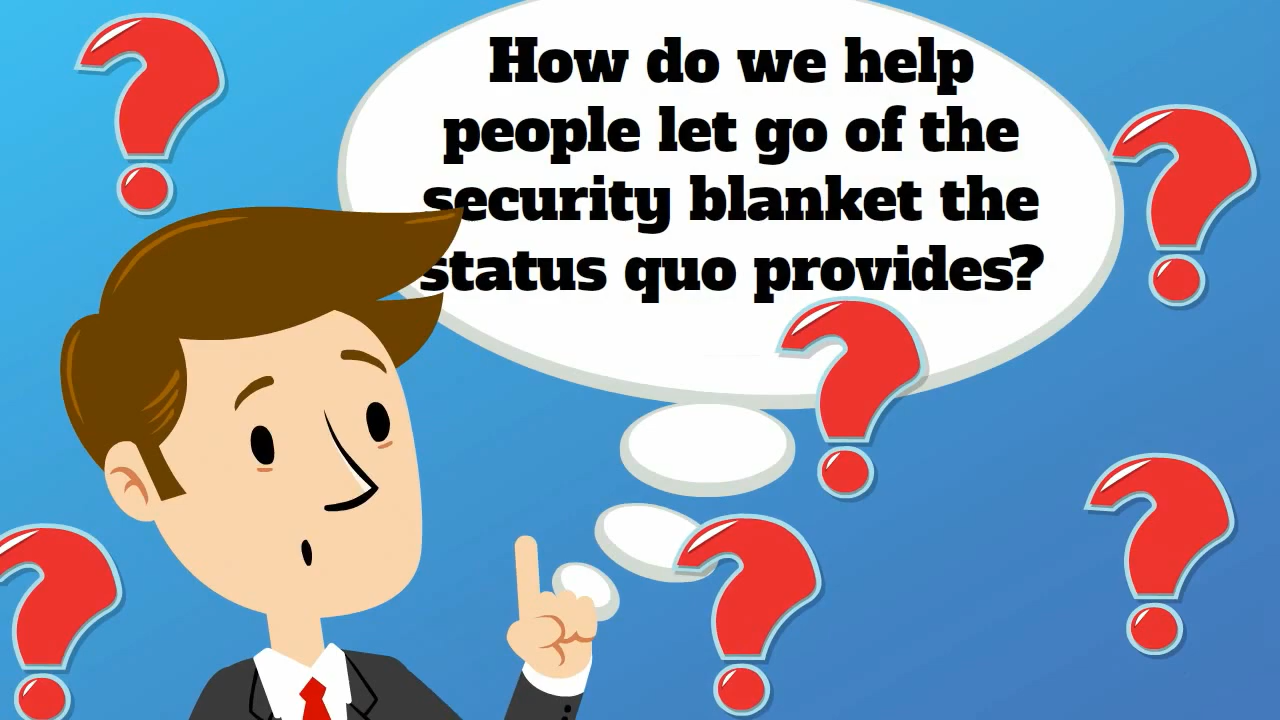 How do we help
people let go of the
security blanket the
status quo provides?